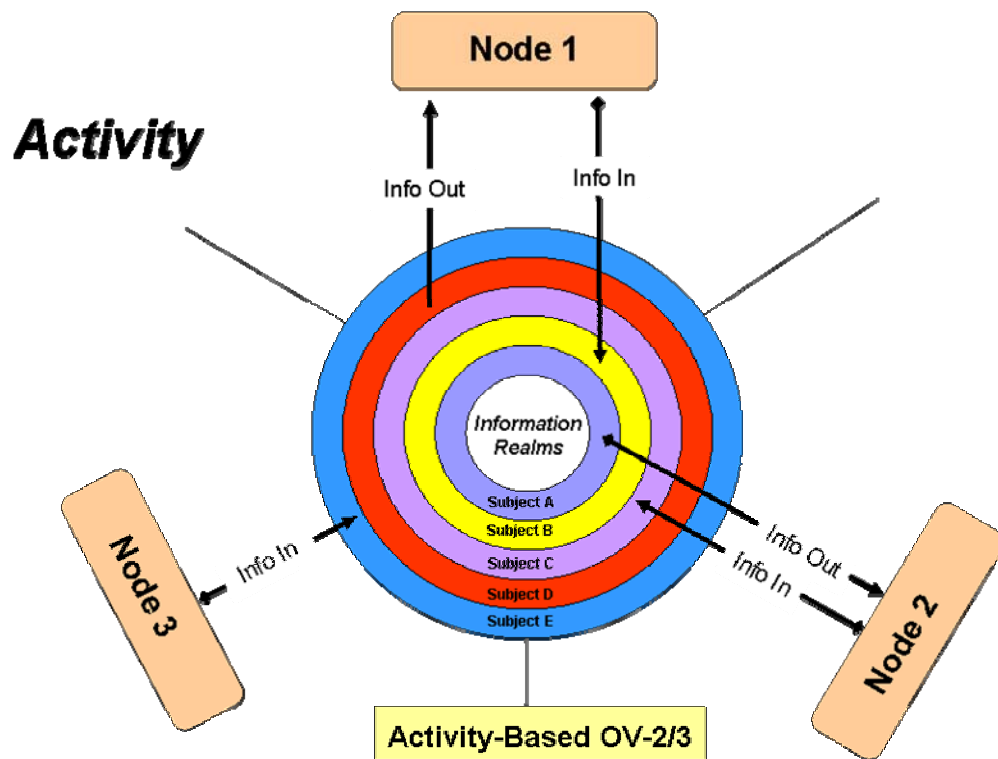 Node 1
Activity
Info Out
Info In
Information
Realms
Subject A
Subject B
Subject C
Subject D
Subject E
Info In
Node 3
Info Out
Info In
Node 2
Activity-Based OV-2/3